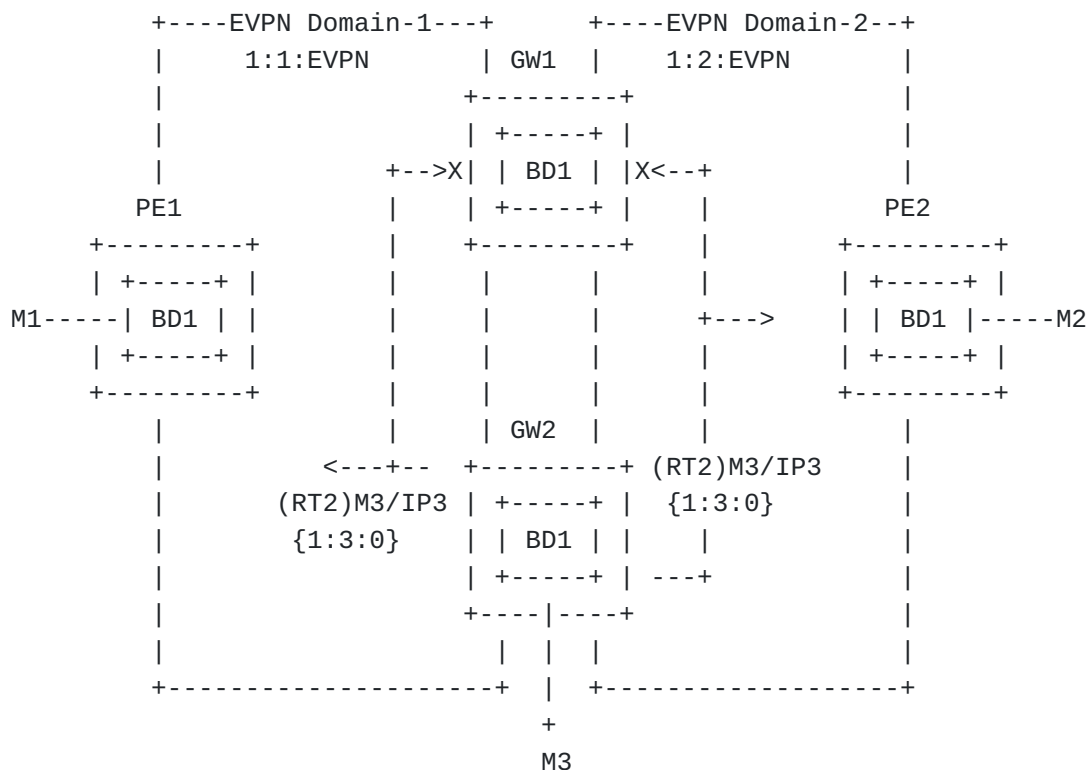 EVPN Domain-1 EVPN Domain-2
1:1:EVPN GW1 1:2:EVPN
BD1
PE1 PE2
M1 BD1 BD1 M2
GW2
(RT2)M3/IP3
(RT2)M3/IP3 {1:3:0}
{1:3:0} BD1
M3